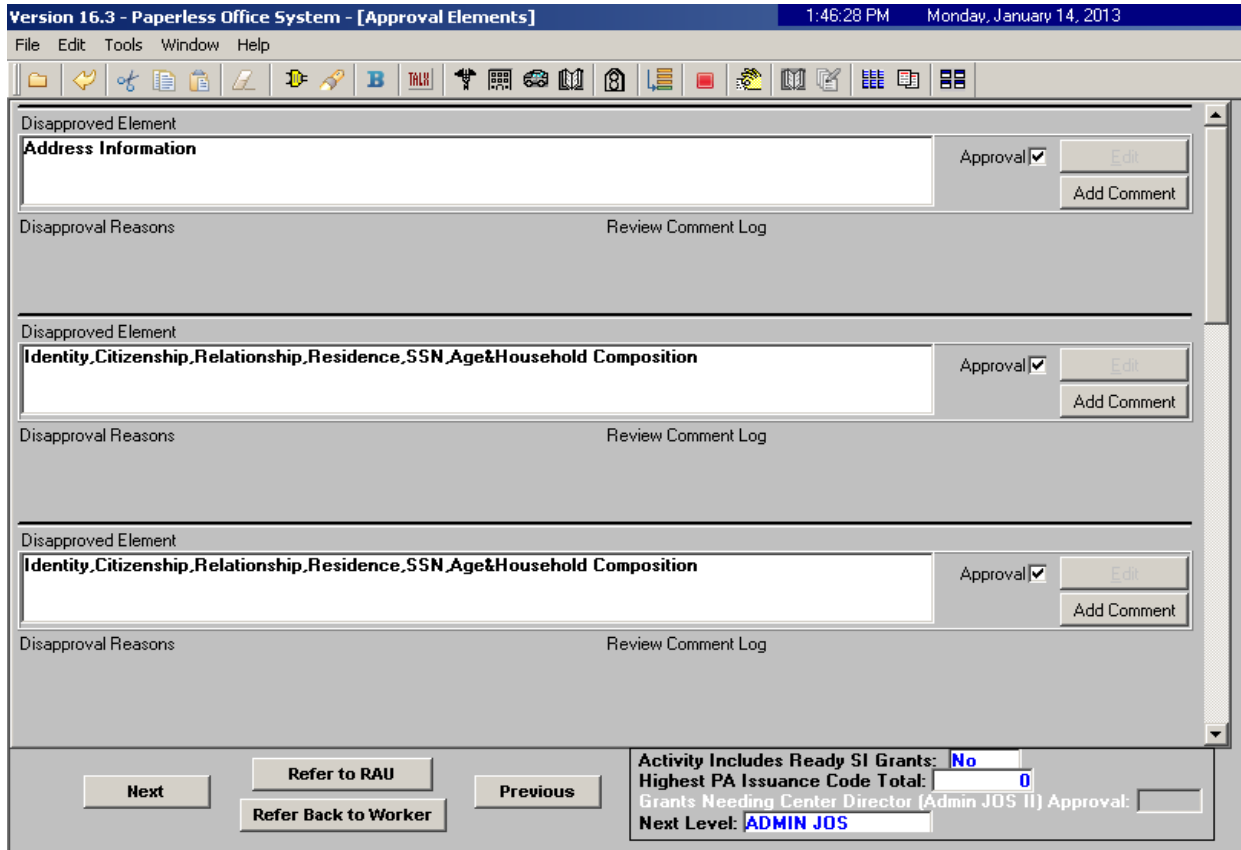 Version 16.3 - Paperless Office System - [Approval Elements] 1:46:28 PM Monday, January 14, 2013
File Edit Tools Window Help
B TALX
Disapproved Element
Address Information
Approval Edit
Add Comment
Disapproval Reasons Review Comment Log
Disapproved Element
Identity,Citizenship,Relationship,Residence,SSN,Age&Household Composition
Approval Edit
Add Comment
Disapproval Reasons Review Comment Log
Disapproved Element
Identity,Citizenship,Relationship,Residence,SSN,Age&Household Composition
Approval Edit
Add Comment
Disapproval Reasons Review Comment Log
Next
Refer to RAU
Refer Back to Worker
Previous
Activity Includes Ready SI Grants: No
Highest PA Issuance Code Total: 0
Grants Needing Center Director (Admin JOS II) Approval:
Next Level: ADMIN JOS